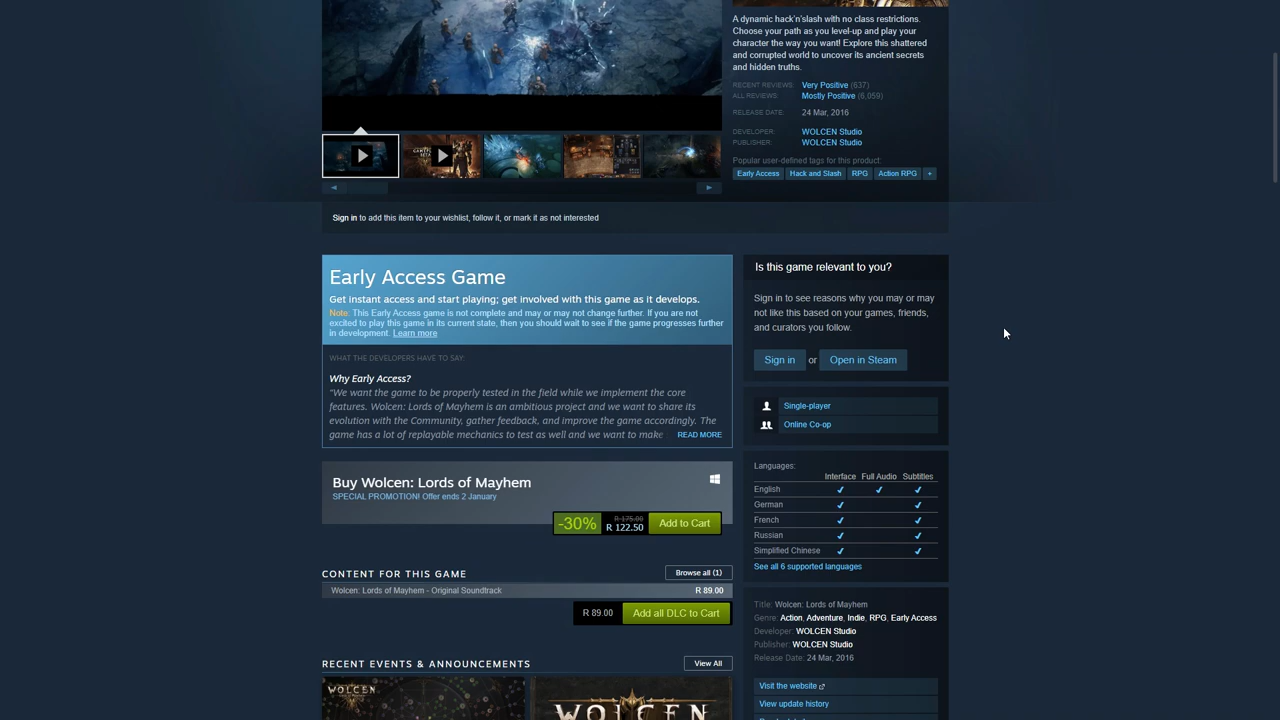 A dynamic hack'n'slash with no class restrictions.
Choose your path as you level-up and play your
character the way you want! Explore this shattered
and corrupted world to uncover its ancient secrets
and hidden truths.
RECENT REVIEWS: Very Positive (637)
ALL REVIEWS: Mostly Positive (6,059)
RELEASE DATE: 24 Mar, 2016
DEVELOPER: WOLCEN Studio
PUBLISHER: WOLCEN Studio
Popular user-defined tags for this product:
Early Access Hack and Slash RPG Action RPG +
Sign in to add this item to your wishlist, follow it, or mark it as not interested
Early Access Game
Get instant access and start playing; get involved with this game as it develops.
Note: This Early Access game is not complete and may or may not change further. If you are not
excited to play this game in its current state, then you should wait to see if the game progresses further
in development. Learn more
WHAT THE DEVELOPERS HAVE TO SAY:
Why Early Access?
"We want the game to be properly tested in the field while we implement the core
features. Wolcen: Lords of Mayhem is an ambitious project and we want to share its
evolution with the Community, gather feedback, and improve the game accordingly. The
game has a lot of replayable mechanics to test as well and we want to make READ MORE
Buy Wolcen: Lords of Mayhem
SPECIAL PROMOTION! Offer ends 2 January
-30% R 175.00 R 122.50 Add to Cart
CONTENT FOR THIS GAME Browse all (1)
Wolcen: Lords of Mayhem - Original Soundtrack R 89.00
R 89.00 Add all DLC to Cart
RECENT EVENTS & ANNOUNCEMENTS View All
WOLCEN
WOLCEN
Is this game relevant to you?
Sign in to see reasons why you may or may
not like this based on your games, friends,
and curators you follow.
Sign in or Open in Steam
Single-player
Online Co-op
Languages:
Interface Full Audio Subtitles
English ✔ ✔ ✔
German ✔ ✔
French ✔ ✔
Russian ✔ ✔
Simplified Chinese ✔ ✔
See all 6 supported languages
Title: Wolcen: Lords of Mayhem
Genre: Action, Adventure, Indie, RPG, Early Access
Developer: WOLCEN Studio
Publisher: WOLCEN Studio
Release Date: 24 Mar, 2016
Visit the website
View update history